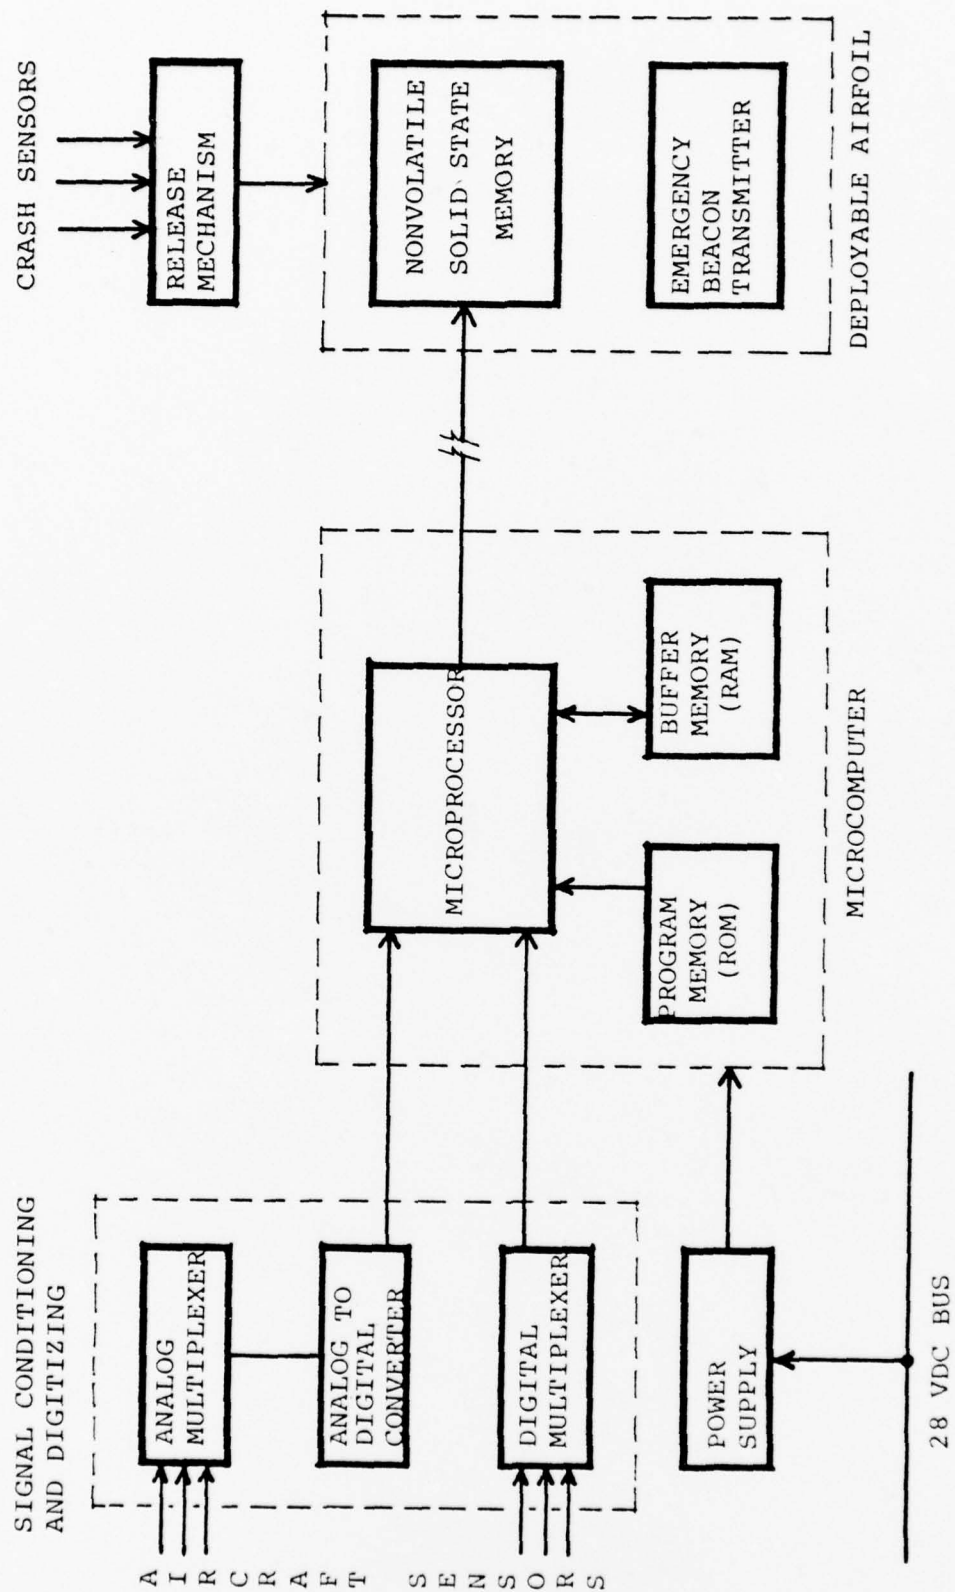 SIGNAL CONDITIONING
AND DIGITIZING
AIRCRAFT SENSORS
ANALOG
MULTIPLEXER
ANALOG TO
DIGITAL
CONVERTER
DIGITAL
MULTIPLEXER
POWER
SUPPLY
28 VDC BUS
MICROPROCESSOR
PROGRAM
MEMORY
(ROM)
BUFFER
MEMORY
(RAM)
MICROCOMPUTER
CRASH SENSORS
RELEASE
MECHANISM
NONVOLATILE
SOLID STATE
MEMORY
EMERGENCY
BEACON
TRANSMITTER
DEPLOYABLE AIRFOIL